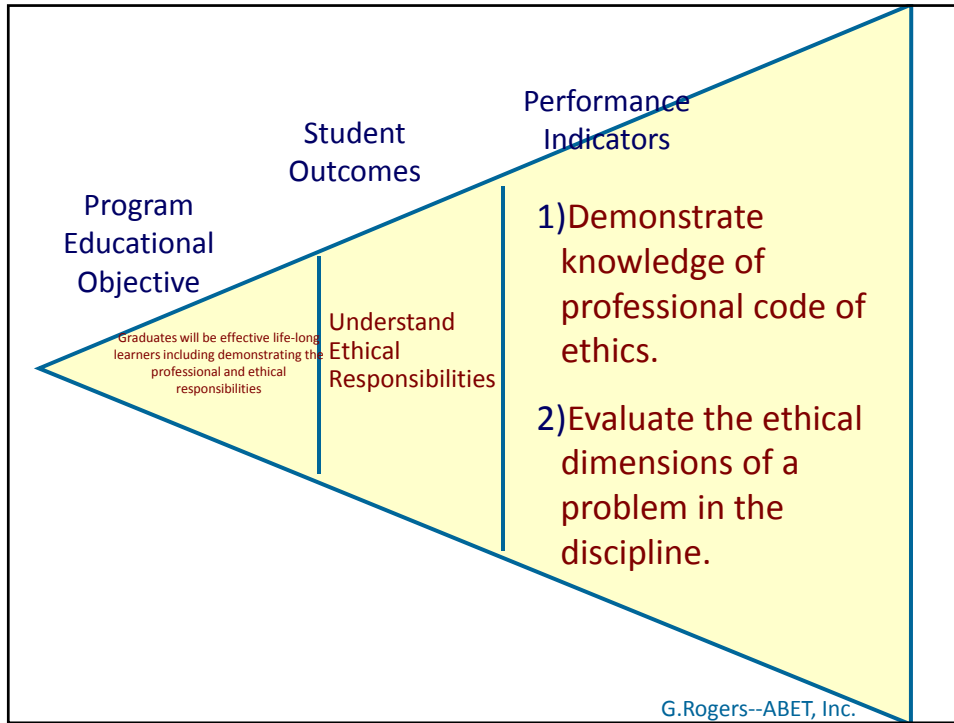 Program
Educational
Objective
Student
Outcomes
Performance
Indicators
Graduates will be effective life-long
learners including demonstrating the
professional and ethical
responsibilities
Understand
Ethical
Responsibilities
1)Demonstrate
knowledge of
professional code of
ethics.
2)Evaluate the ethical
dimensions of a
problem in the
discipline.
G.Rogers--ABET, Inc.